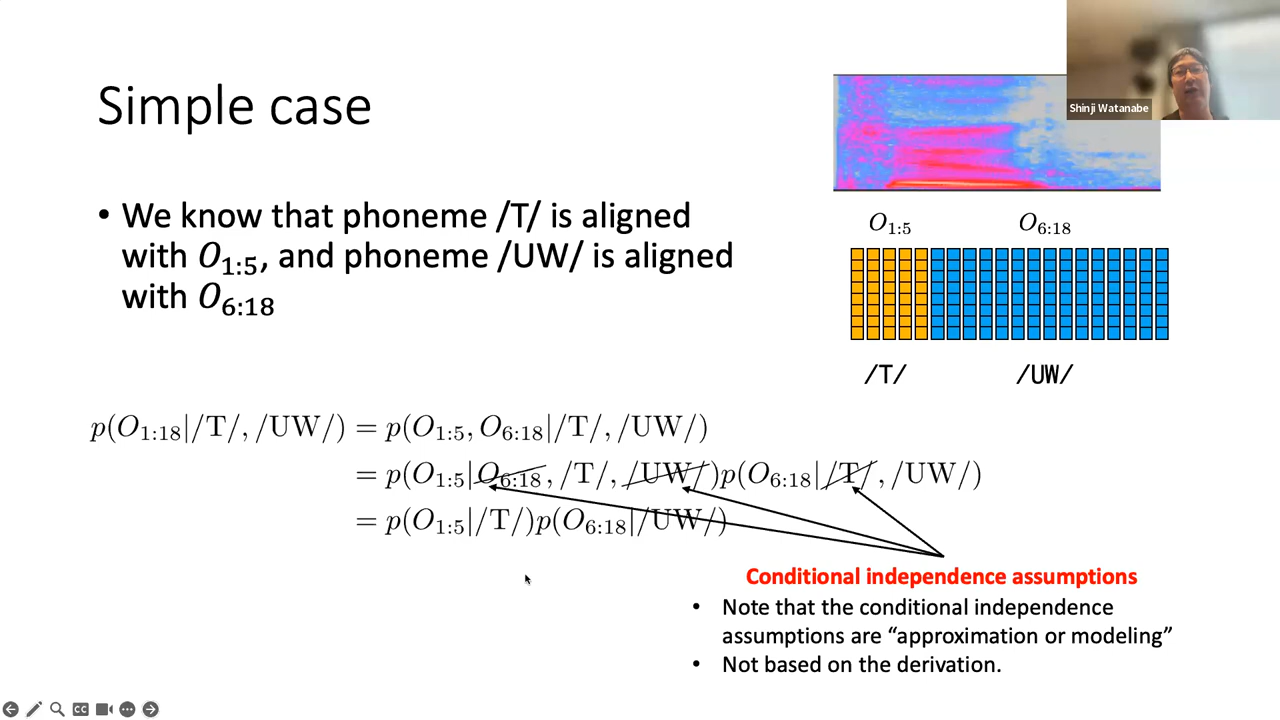 Shinji Watanabe
Simple case
• We know that phoneme /T/ is aligned
with O₁:₅, and phoneme /UW/ is aligned
with O₆:₁₈
O₁:₅ O₆:₁₈
/T/ /UW/
p(O₁:₁₈|/T/, /UW/) = p(O₁:₅, O₆:₁₈|/T/, /UW/)
= p(O₁:₅|O₆:₁₈, /T/, /UW/)p(O₆:₁₈|/T/, /UW/)
= p(O₁:₅|/T/)p(O₆:₁₈|/UW/)
Conditional independence assumptions
• Note that the conditional independence
assumptions are “approximation or modeling”
• Not based on the derivation.
CC